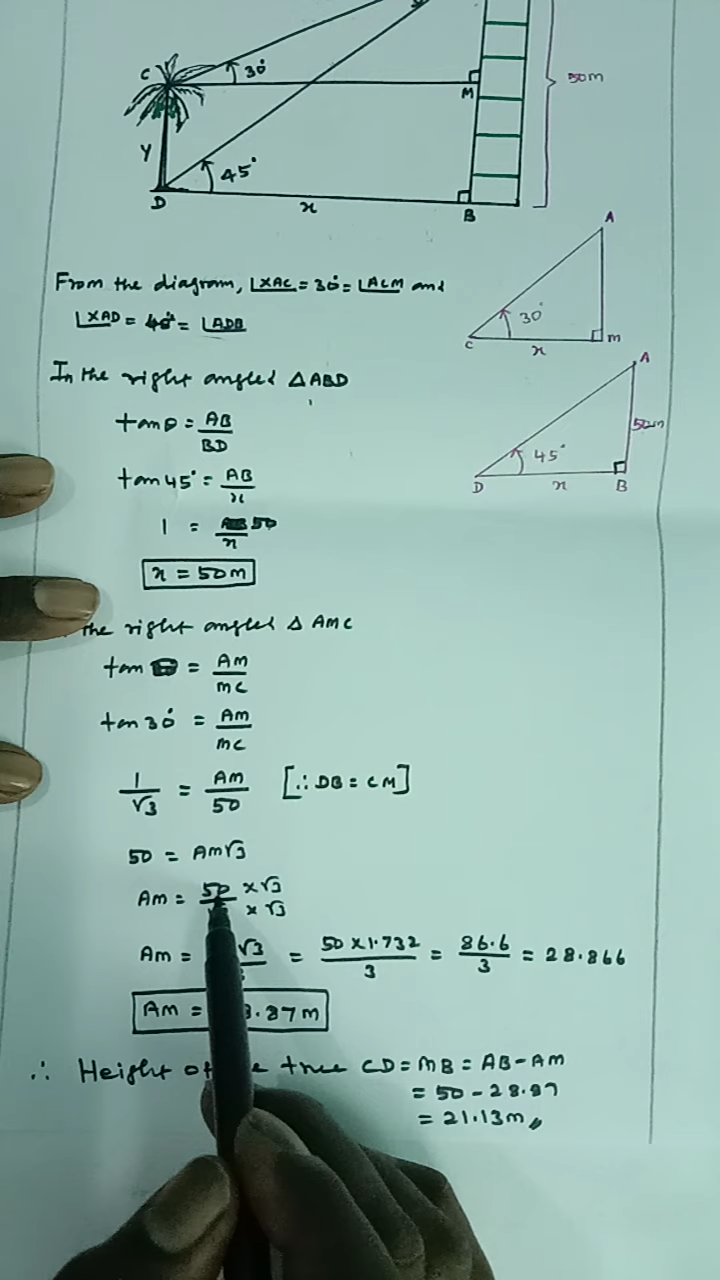 C 30° M 50m
Y
45°
D x B
A
From the diagram, ∠XAC = 30° = ∠ACM and
30°
C x m
∠XAD = 45° = ∠ADB
In the right angled ΔABD
A
tan θ = AB/BD
50m
45°
D x B
tan 45° = AB/x
1 = 50/x
x = 50m
the right angled Δ AMC
tan = AM/MC
tan 30° = AM/MC
1/√3 = AM/50 [∴ DB = CM]
50 = AM√3
AM = 50 × √3 / × √3
AM = √3 = 50 × 1.732 / 3 = 86.6 / 3 = 28.866
AM = 8.87m
∴ Height of tree CD = MB = AB - AM
= 50 - 28.87
= 21.13m